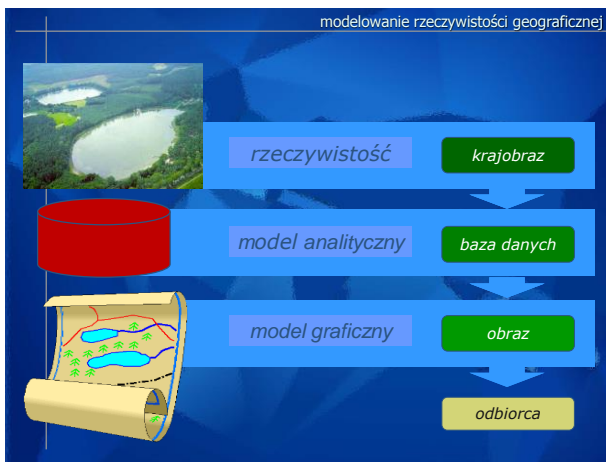 modelowanie rzeczywistości geograficznej
rzeczywistość
krajobraz
model analityczny
baza danych
model graficzny
obraz
odbiorca